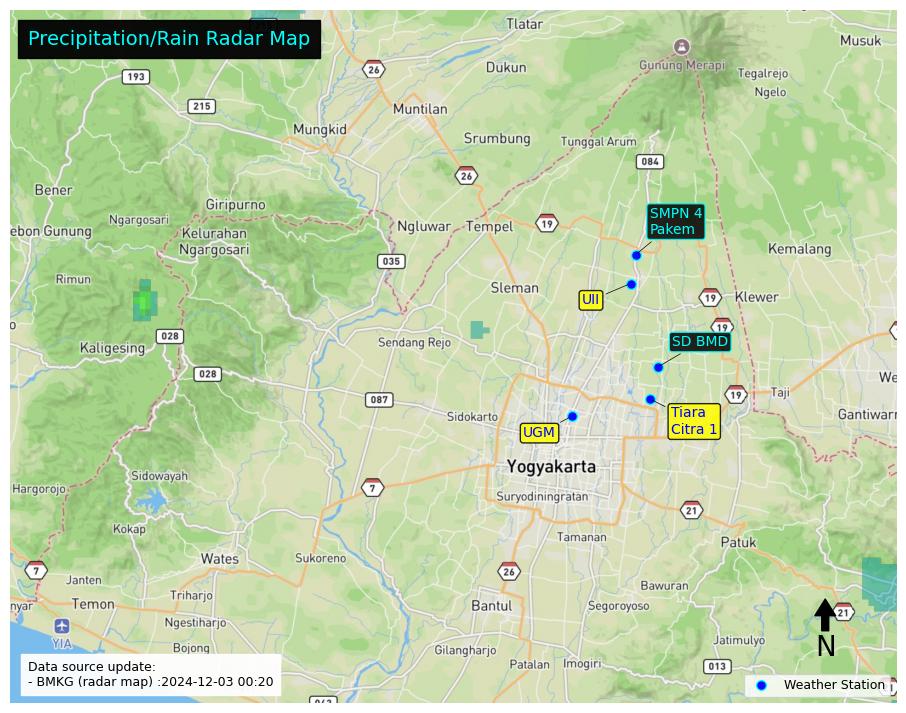 Precipitation/Rain Radar Map
Tlatar
Musuk
Gunung Merapi
26
Dukun
193
Tegalrejo
Ngelo
215
Muntilan
Mungkid
Srumbung
Tunggal Arum
084
26
Bener
Giripurno
Ngargosari
SMPN 4
Pakem
Ngluwar
Tempel
19
ebon Gunung
Kelurahan
Ngargosari
Kemalang
035
Rimun
Sleman
UII
19
Klewer
19
028
Kaligesing
Sendang Rejo
SD BMD
028
We
087
19
Taji
Sidokarto
Tiara
Citra 1
Gantiwarn
UGM
Yogyakarta
Sidowayah
Hargorojo
7
Suryodiningratan
21
Kokap
Tamanan
Patuk
Wates
Sukoreno
7
26
Janten
Bawuran
Triharjo
nyar
Temon
Bantul
Segoroyoso
21
Ngestiharjo
YIA
N
Jatimulyo
Bojong
Gilangharjo
Patalan
Imogiri
013
Data source update:
- BMKG (radar map) :2024-12-03 00:20
Weather Station